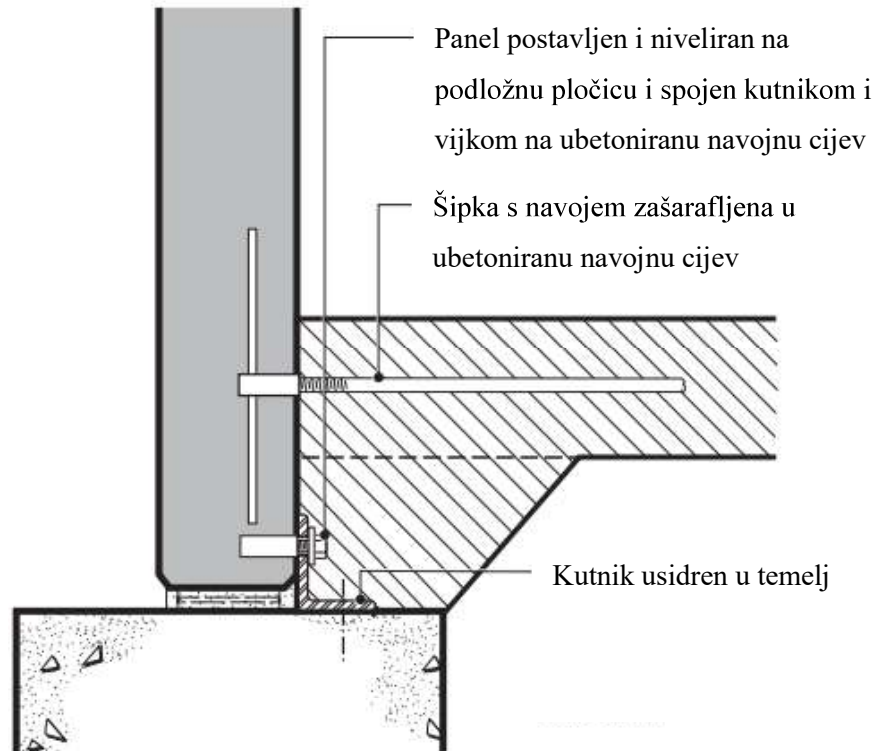 Panel postavljen i niveliran na
podložnu pločicu i spojen kutnikom i
vijkom na ubetoniranu navojnu cijev
Šipka s navojem zašarafljena u
ubetoniranu navojnu cijev
Kutnik usidren u temelj